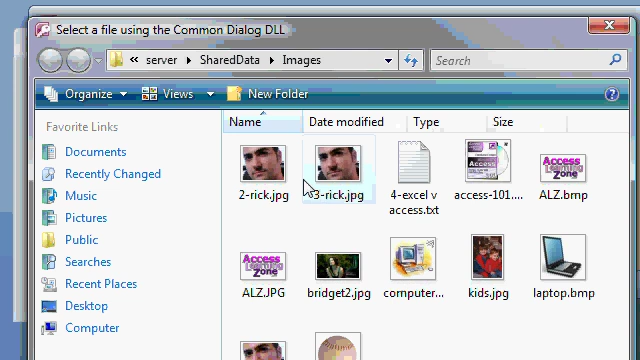 Select a file using the Common Dialog DLL
server
SharedData
Images
Search
Organize
Views
New Folder
Name
Date modified
Type
Size
Favorite Links
Documents
Recently Changed
Music
Pictures
Public
Searches
Recent Places
Desktop
Computer
2-rick.jpg
3-rick.jpg
4-excel v
access.txt
Access
access-101....
Access
Learning
Zone
ALZ.bmp
Access
Learning
Zone
ALZ.JPG
bridget2.jpg
computer...
kids.jpg
laptop.bmp